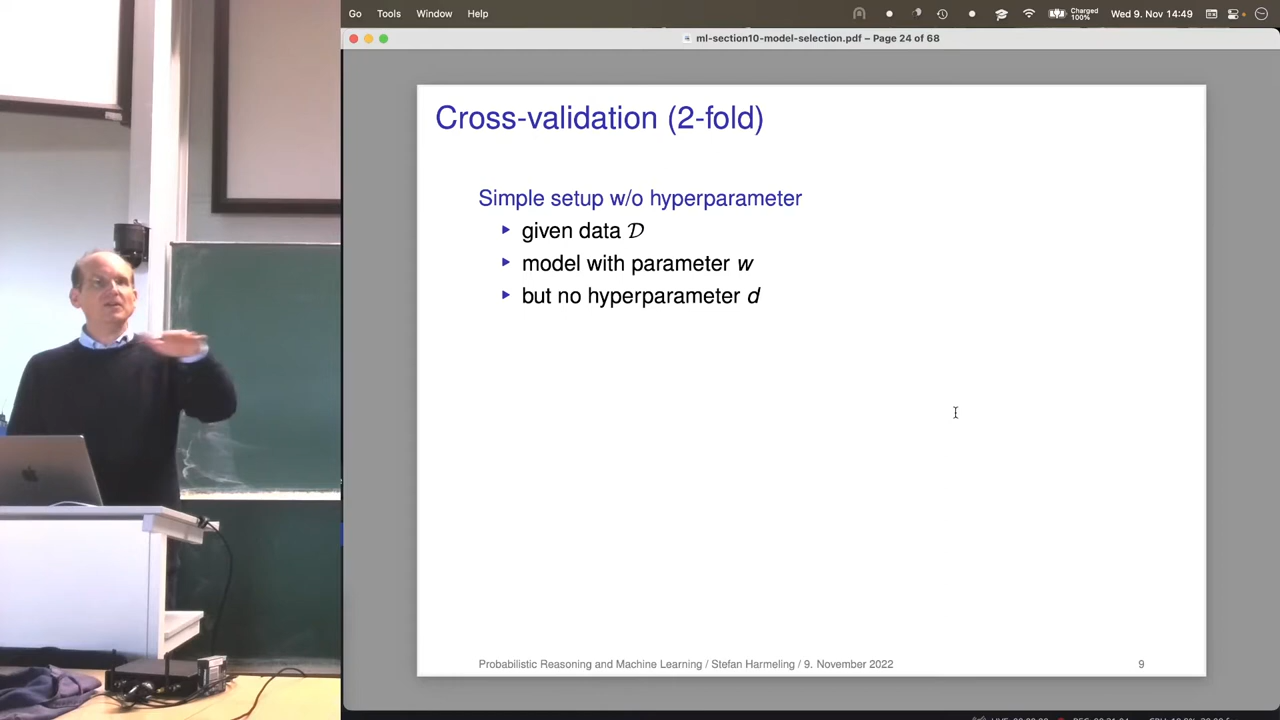 Go Tools Window Help
Charged 100% Wed 9. Nov 14:49
ml-section10-model-selection.pdf – Page 24 of 68
Cross-validation (2-fold)
Simple setup w/o hyperparameter
given data 𝒟
model with parameter w
but no hyperparameter d
Probabilistic Reasoning and Machine Learning / Stefan Harmeling / 9. November 2022 9